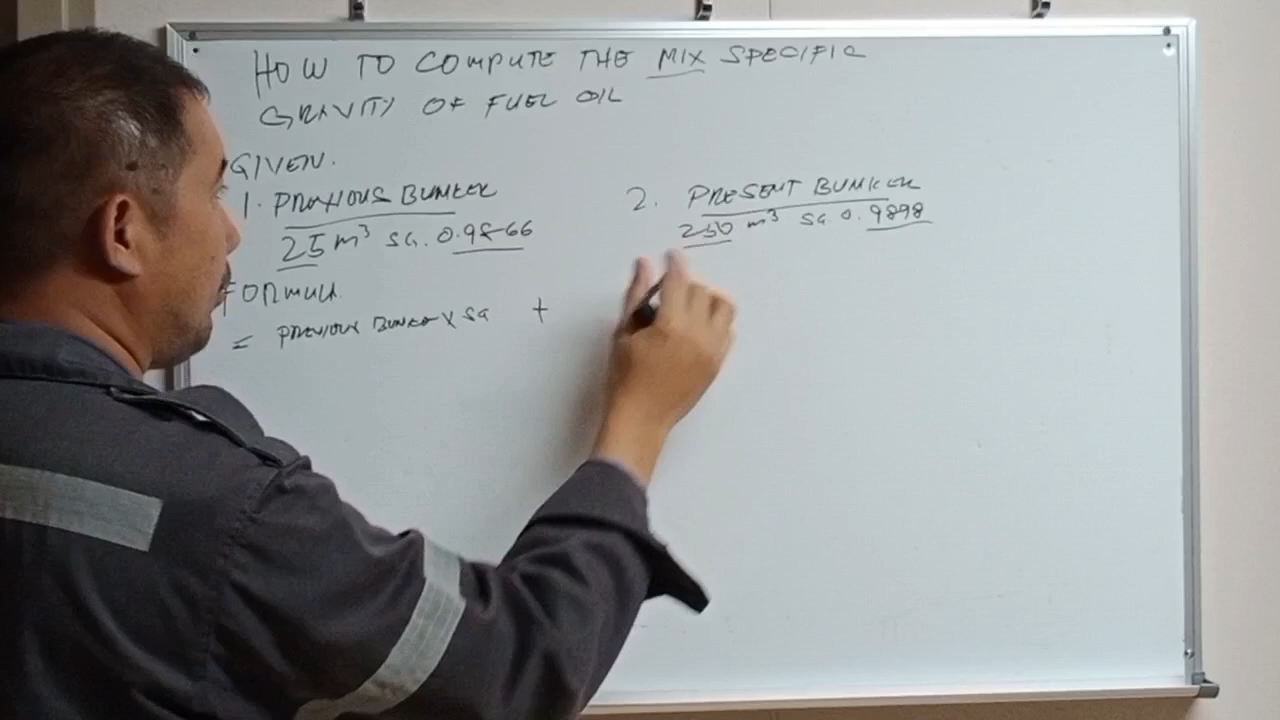 HOW TO COMPUTE THE MIX SPECIFIC
GRAVITY OF FUEL OIL
GIVEN.
1. PREVIOUS BUNKER
25 m³ SG. 0.9866
2. PRESENT BUNKER
250 m³ SG 0.9898
FORMULA
= PREVIOUS BUNKER X SG +